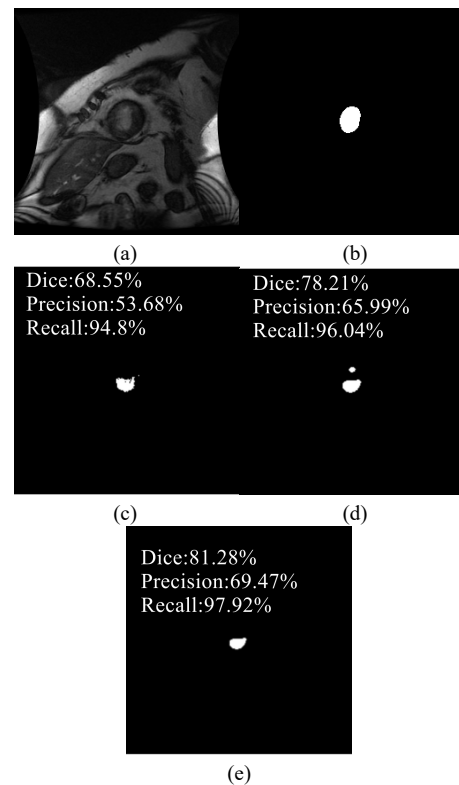 (a)
(b)
Dice:68.55%
Precision:53.68%
Recall:94.8%
Dice:78.21%
Precision:65.99%
Recall:96.04%
(c)
(d)
Dice:81.28%
Precision:69.47%
Recall:97.92%
(e)